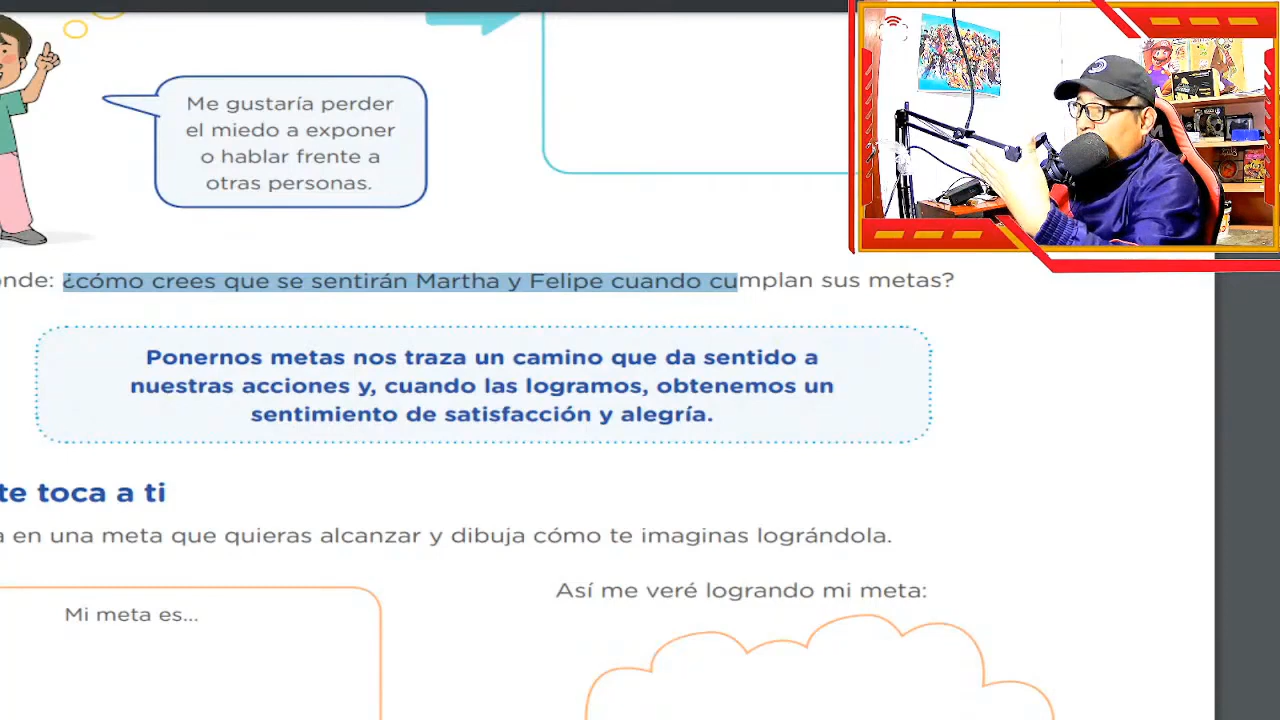 Me gustaría perder
el miedo a exponer
o hablar frente a
otras personas.
nde: ¿cómo crees que se sentirán Martha y Felipe cuando cumplan sus metas?
Ponernos metas nos traza un camino que da sentido a
nuestras acciones y, cuando las logramos, obtenemos un
sentimiento de satisfacción y alegría.
te toca a ti
a en una meta que quieras alcanzar y dibuja cómo te imaginas lográndola.
Así me veré logrando mi meta:
Mi meta es...